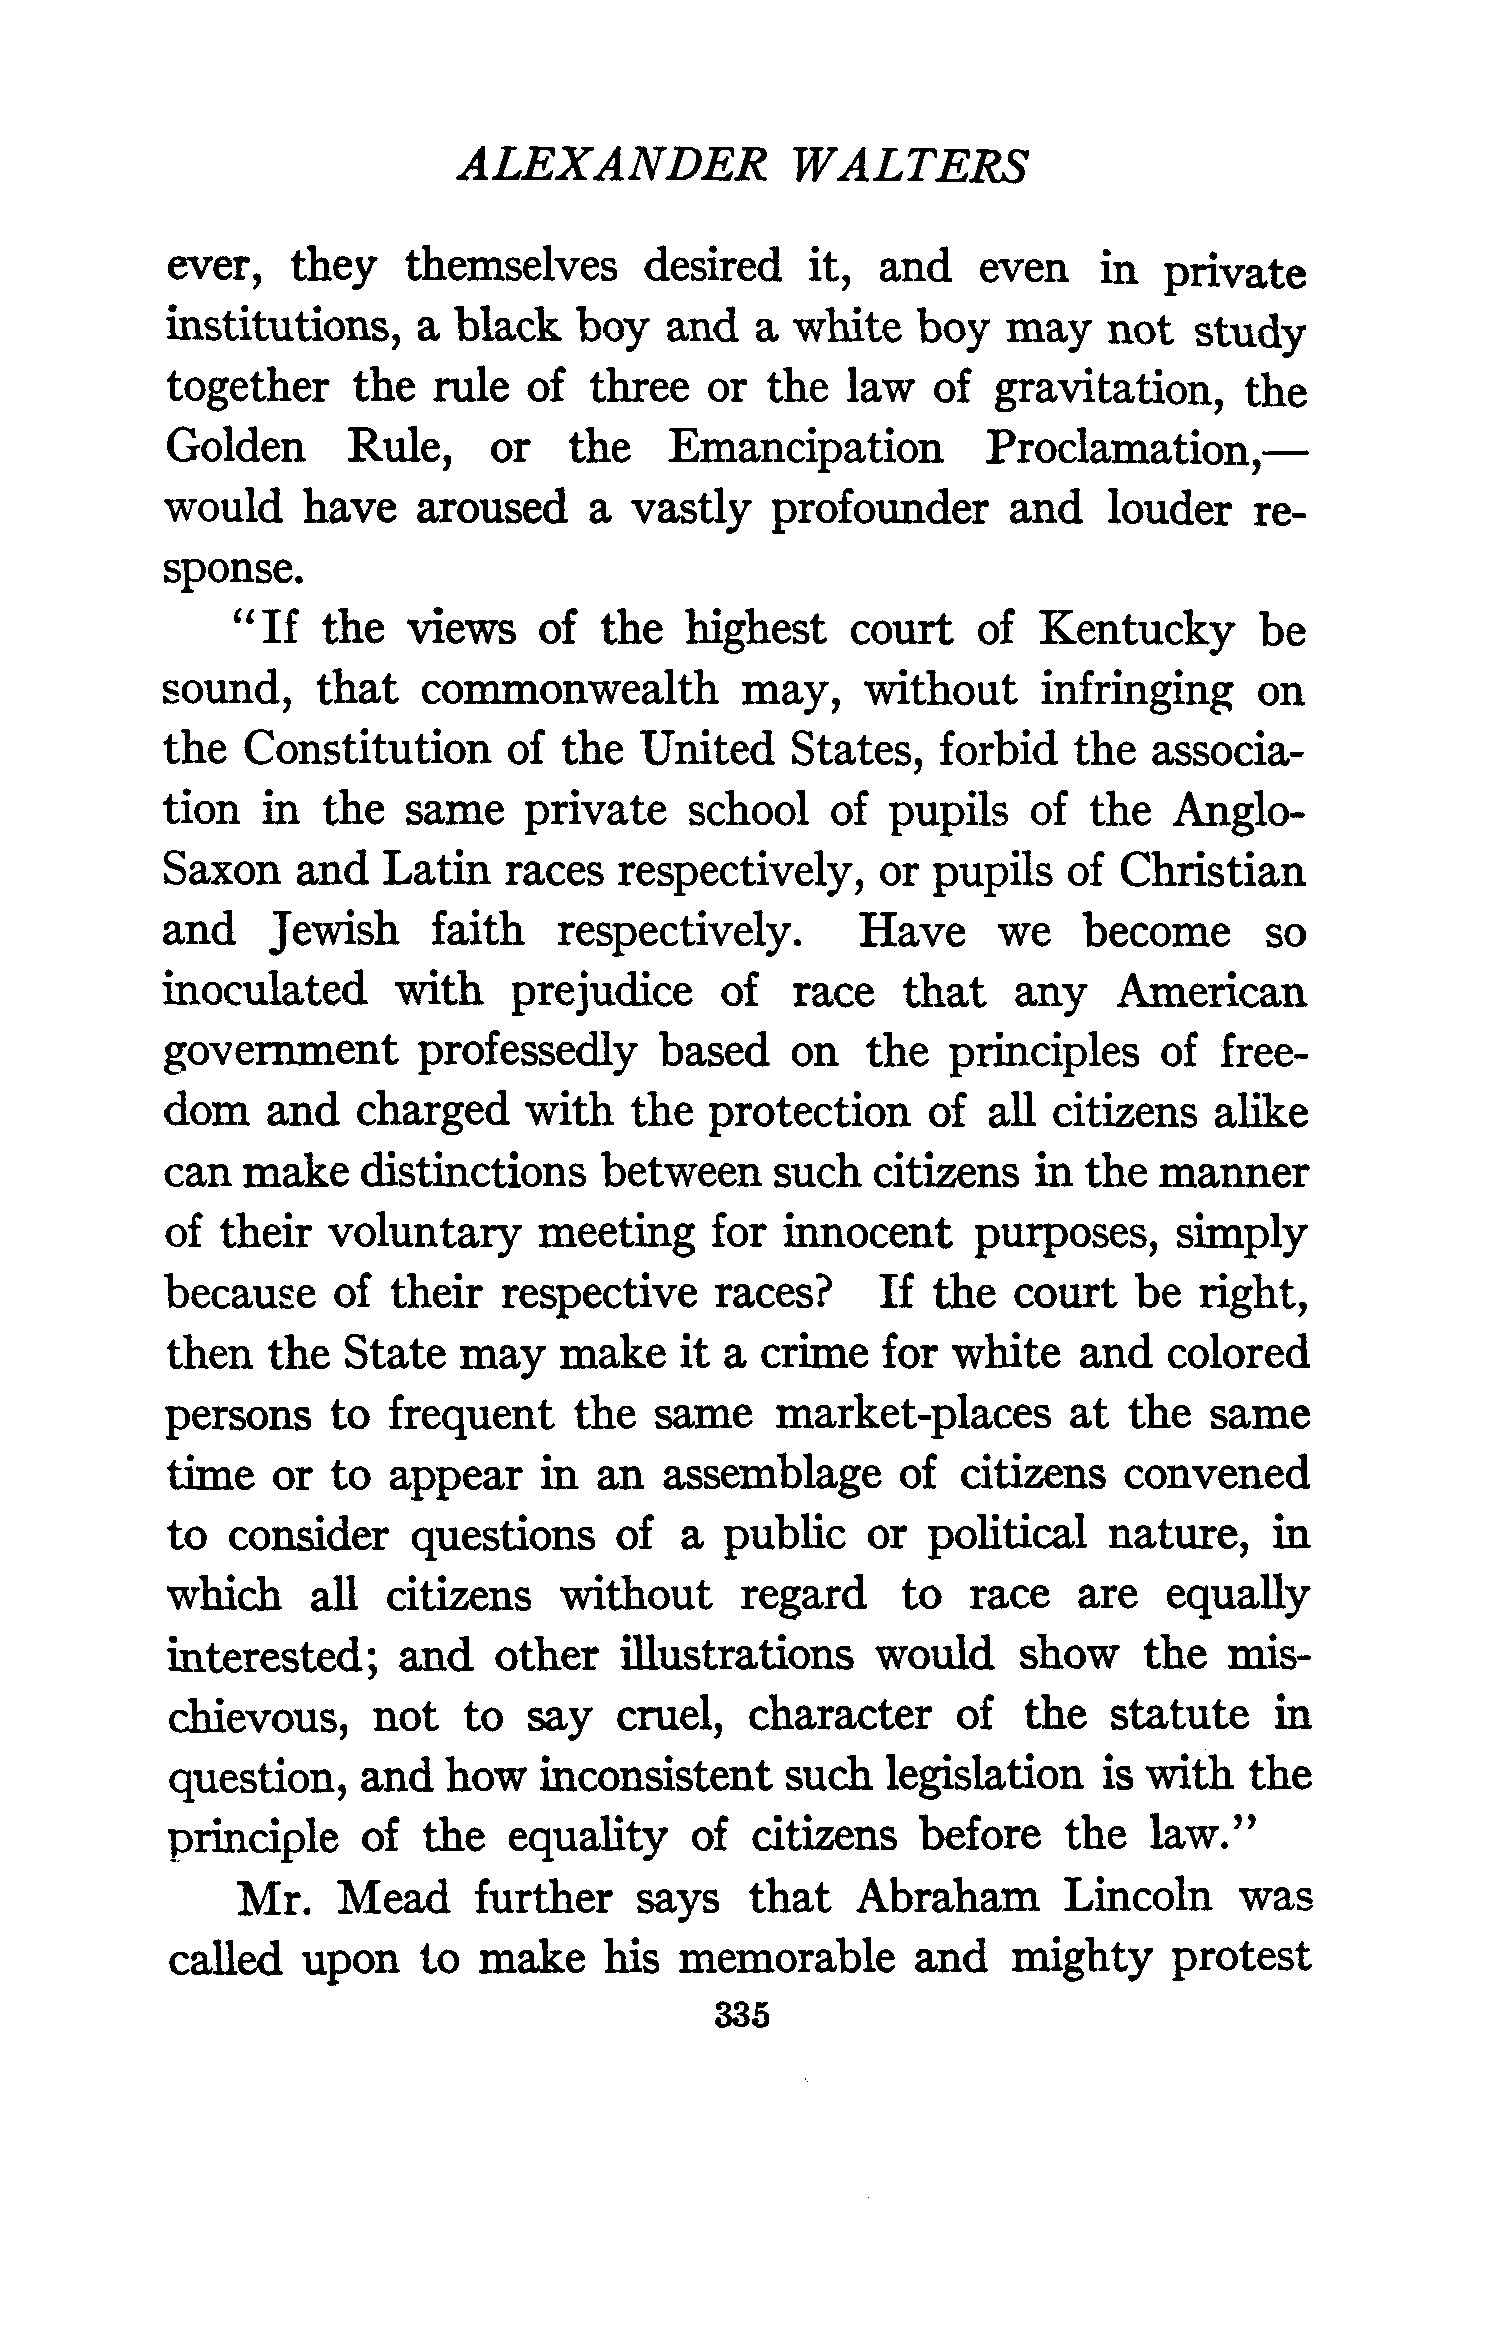 ALEXANDER WALTERS
ever, they themselves desired it, and even in private
institutions, a black boy and a white boy may not study
together the rule of three or the law of gravitation, the
Golden Rule, or the Emancipation Proclamation,—
would have aroused a vastly profounder and louder re-
sponse.
"If the views of the highest court of Kentucky be
sound, that commonwealth may, without infringing on
the Constitution of the United States, forbid the associa-
tion in the same private school of pupils of the Anglo-
Saxon and Latin races respectively, or pupils of Christian
and Jewish faith respectively. Have we become so
inoculated with prejudice of race that any American
government professedly based on the principles of free-
dom and charged with the protection of all citizens alike
can make distinctions between such citizens in the manner
of their voluntary meeting for innocent purposes, simply
because of their respective races? If the court be right,
then the State may make it a crime for white and colored
persons to frequent the same market-places at the same
time or to appear in an assemblage of citizens convened
to consider questions of a public or political nature, in
which all citizens without regard to race are equally
interested; and other illustrations would show the mis-
chievous, not to say cruel, character of the statute in
question, and how inconsistent such legislation is with the
principle of the equality of citizens before the law."
Mr. Mead further says that Abraham Lincoln was
called upon to make his memorable and mighty protest
335